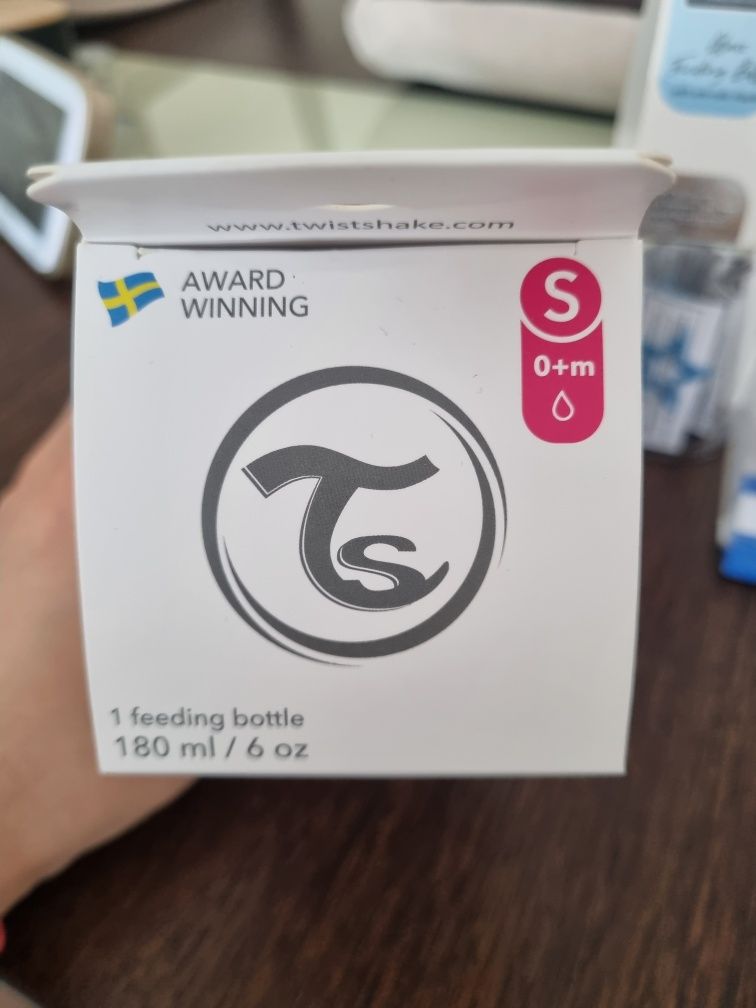 www.twistshake.com
AWARD
WINNING
S
0+m
Ts
1 feeding bottle
180 ml / 6 oz